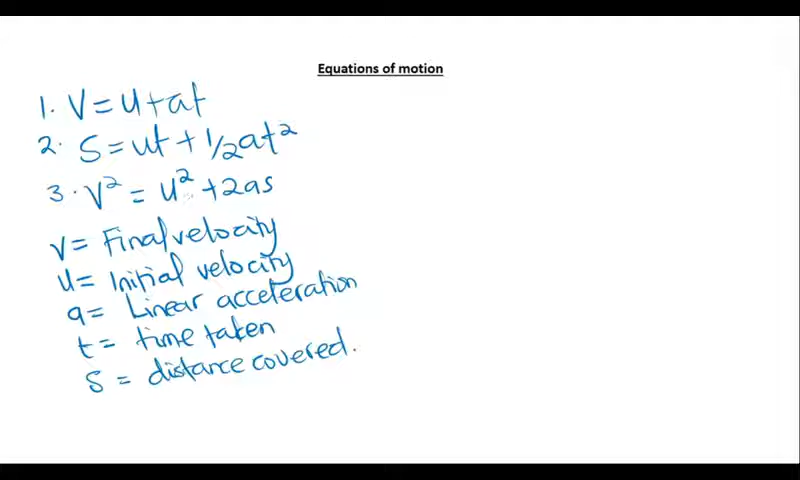 Equations of motion
1. V = u + at
2. S = ut + 1/2at²
3. V² = u² + 2as
V = Final velocity
u = Initial velocity
a = Linear acceleration
t = time taken
S = distance covered.